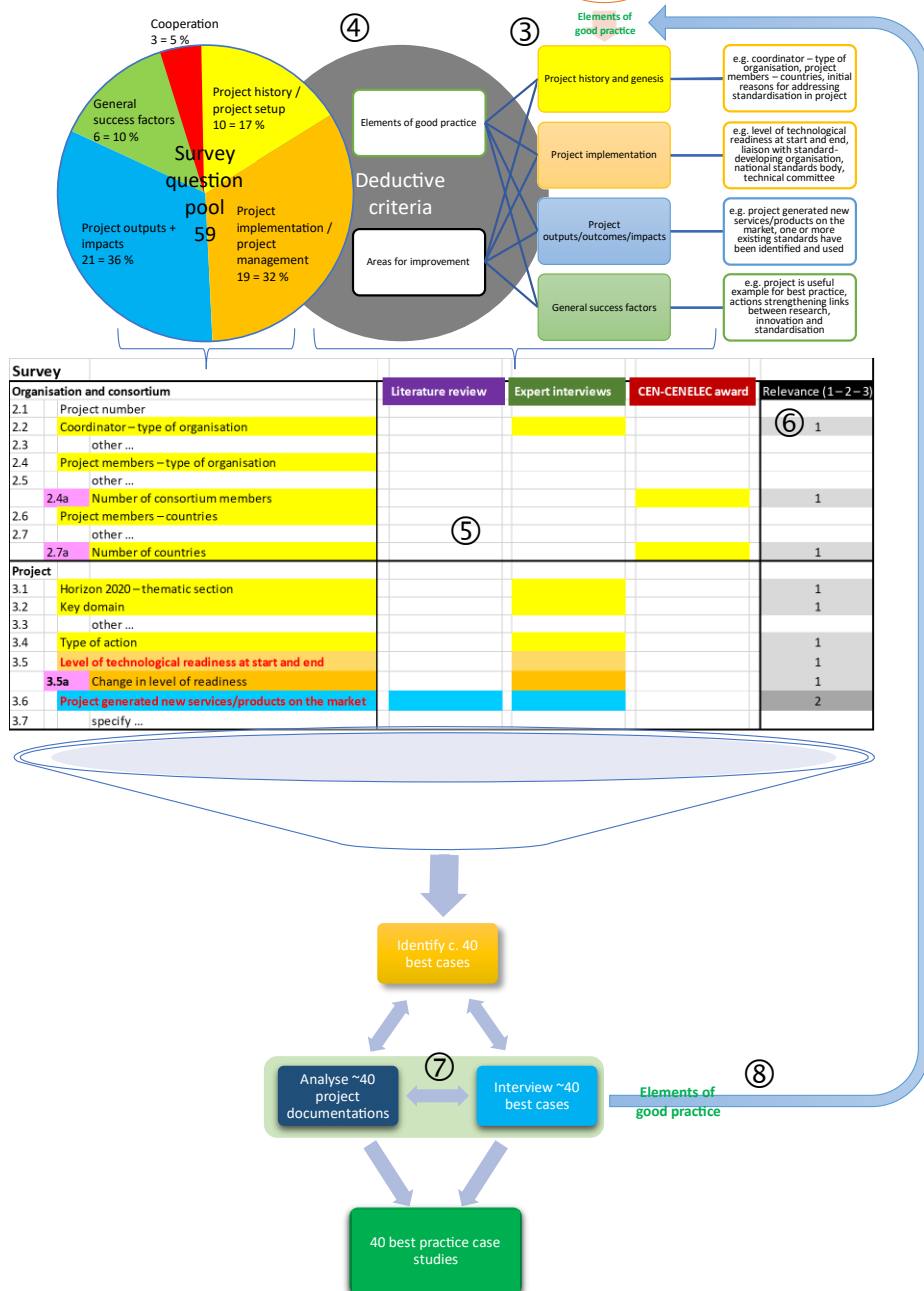 Cooperation
3 = 5 %
General
success factors
6 = 10 %
Project history /
project setup
10 = 17 %
Survey
question
pool
59
Project outputs +
impacts
21 = 36 %
Project
implementation /
project
management
19 = 32 %
④
Elements of good practice
Deductive
criteria
Areas for improvement
③
Elements of
good practice
Project history and genesis
e.g. coordinator – type of
organisation, project
members – countries, initial
reasons for addressing
standardisation in project
Project implementation
e.g. level of technological
readiness at start and end,
liaison with standard-
developing organisation,
national standards body,
technical committee
Project
outputs/outcomes/impacts
e.g. project generated new
services/products on the
market, one or more
existing standards have
been identified and used
General success factors
e.g. project is useful
example for best practice,
actions strengthening links
between research,
innovation and
standardisation
Survey
Organisation and consortium Literature review Expert interviews CEN-CENELEC award Relevance (1 – 2 – 3)
2.1 Project number
⑥
2.2 Coordinator – type of organisation 1
2.3 other ...
2.4 Project members – type of organisation
2.5 other ...
2.4a Number of consortium members 1
2.6 Project members – countries
2.7 other ...
⑤
2.7a Number of countries 1
Project
3.1 Horizon 2020 – thematic section 1
3.2 Key domain 1
3.3 other ...
3.4 Type of action 1
3.5 Level of technological readiness at start and end 1
3.5a Change in level of readiness 1
3.6 Project generated new services/products on the market 2
3.7 specify ...
Identify c. 40
best cases
⑦
Analyse ~40
project
documentations
Interview ~40
best cases
⑧
Elements of
good practice
40 best practice case
studies